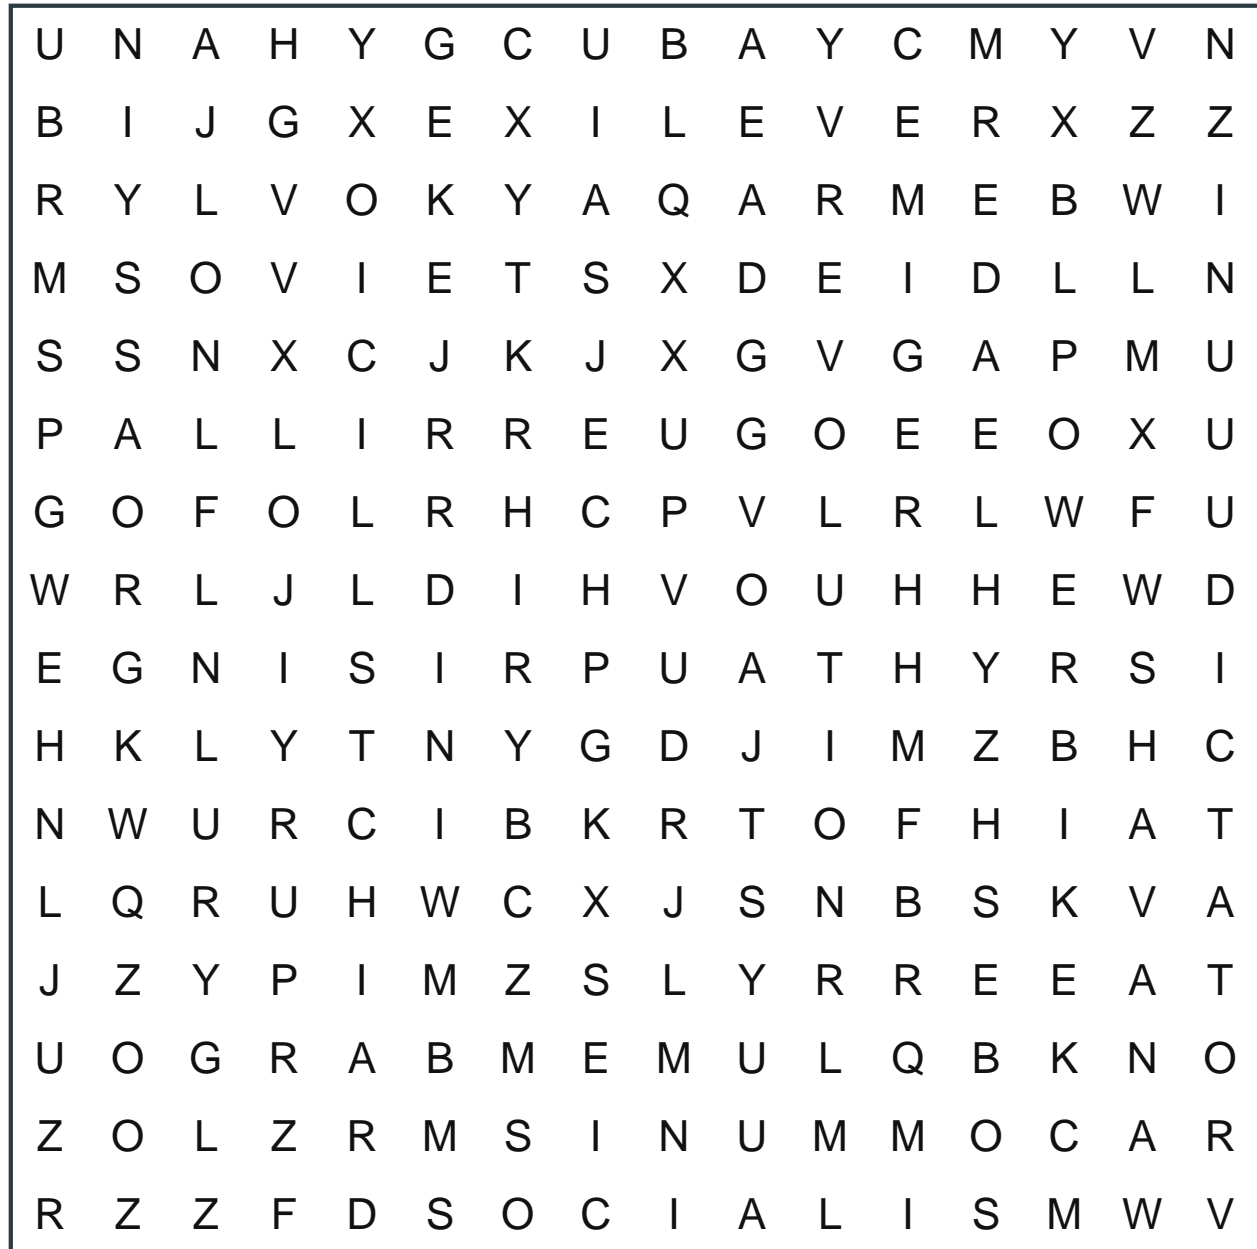 U N A H Y G C U B A Y C M Y V N
B I J G X E X I L E V E R X Z Z
R Y L V O K Y A Q A R M E B W I
M S O V I E T S X D E I D L L N
S S N X C J K J X G V G A P M U
P A L L I R R E U G O E E O X U
G O F O L R H C P V L R L W F U
W R L J L D I H V O U H H E W D
E G N I S I R P U A T H Y R S I
H K L Y T N Y G D J I M Z B H C
N W U R C I B K R T O F H I A T
L Q R U H W C X J S N B S K V A
J Z Y P I M Z S L Y R R E E A T
U O G R A B M E M U L Q B K N O
Z O L Z R M S I N U M M O C A R
R Z Z F D S O C I A L I S M W V